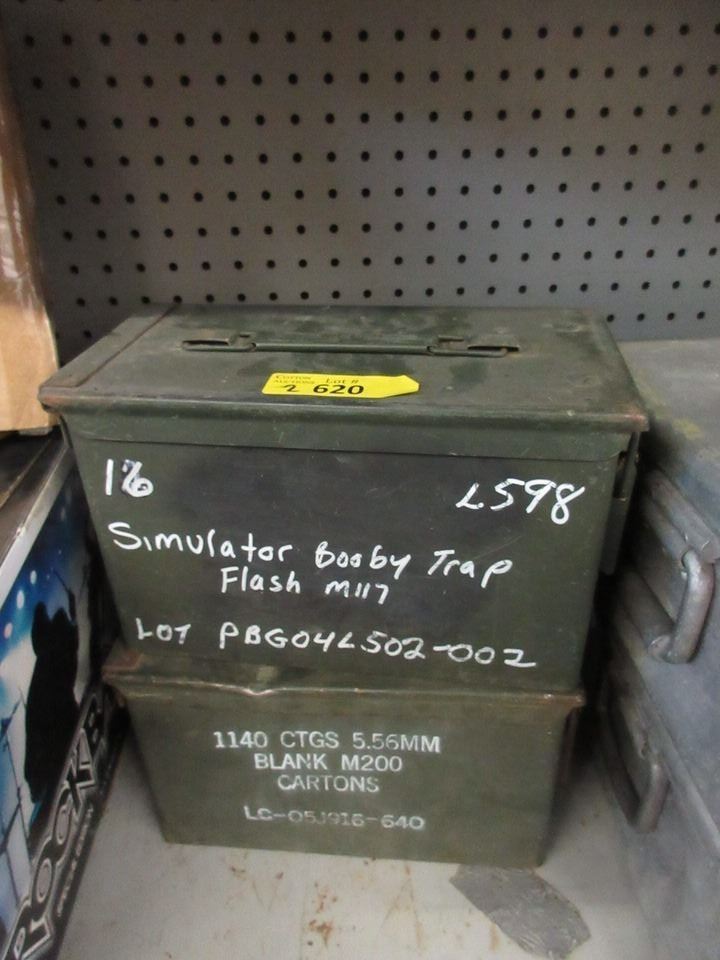 COTTON AUCTIONS Lot #
2 620
16 L598
Simulator Booby Trap
Flash M117
LOT PBG04L502-002
1140 CTGS 5.56MM
BLANK M200
CARTONS
LC-05J916-640
ROCKB